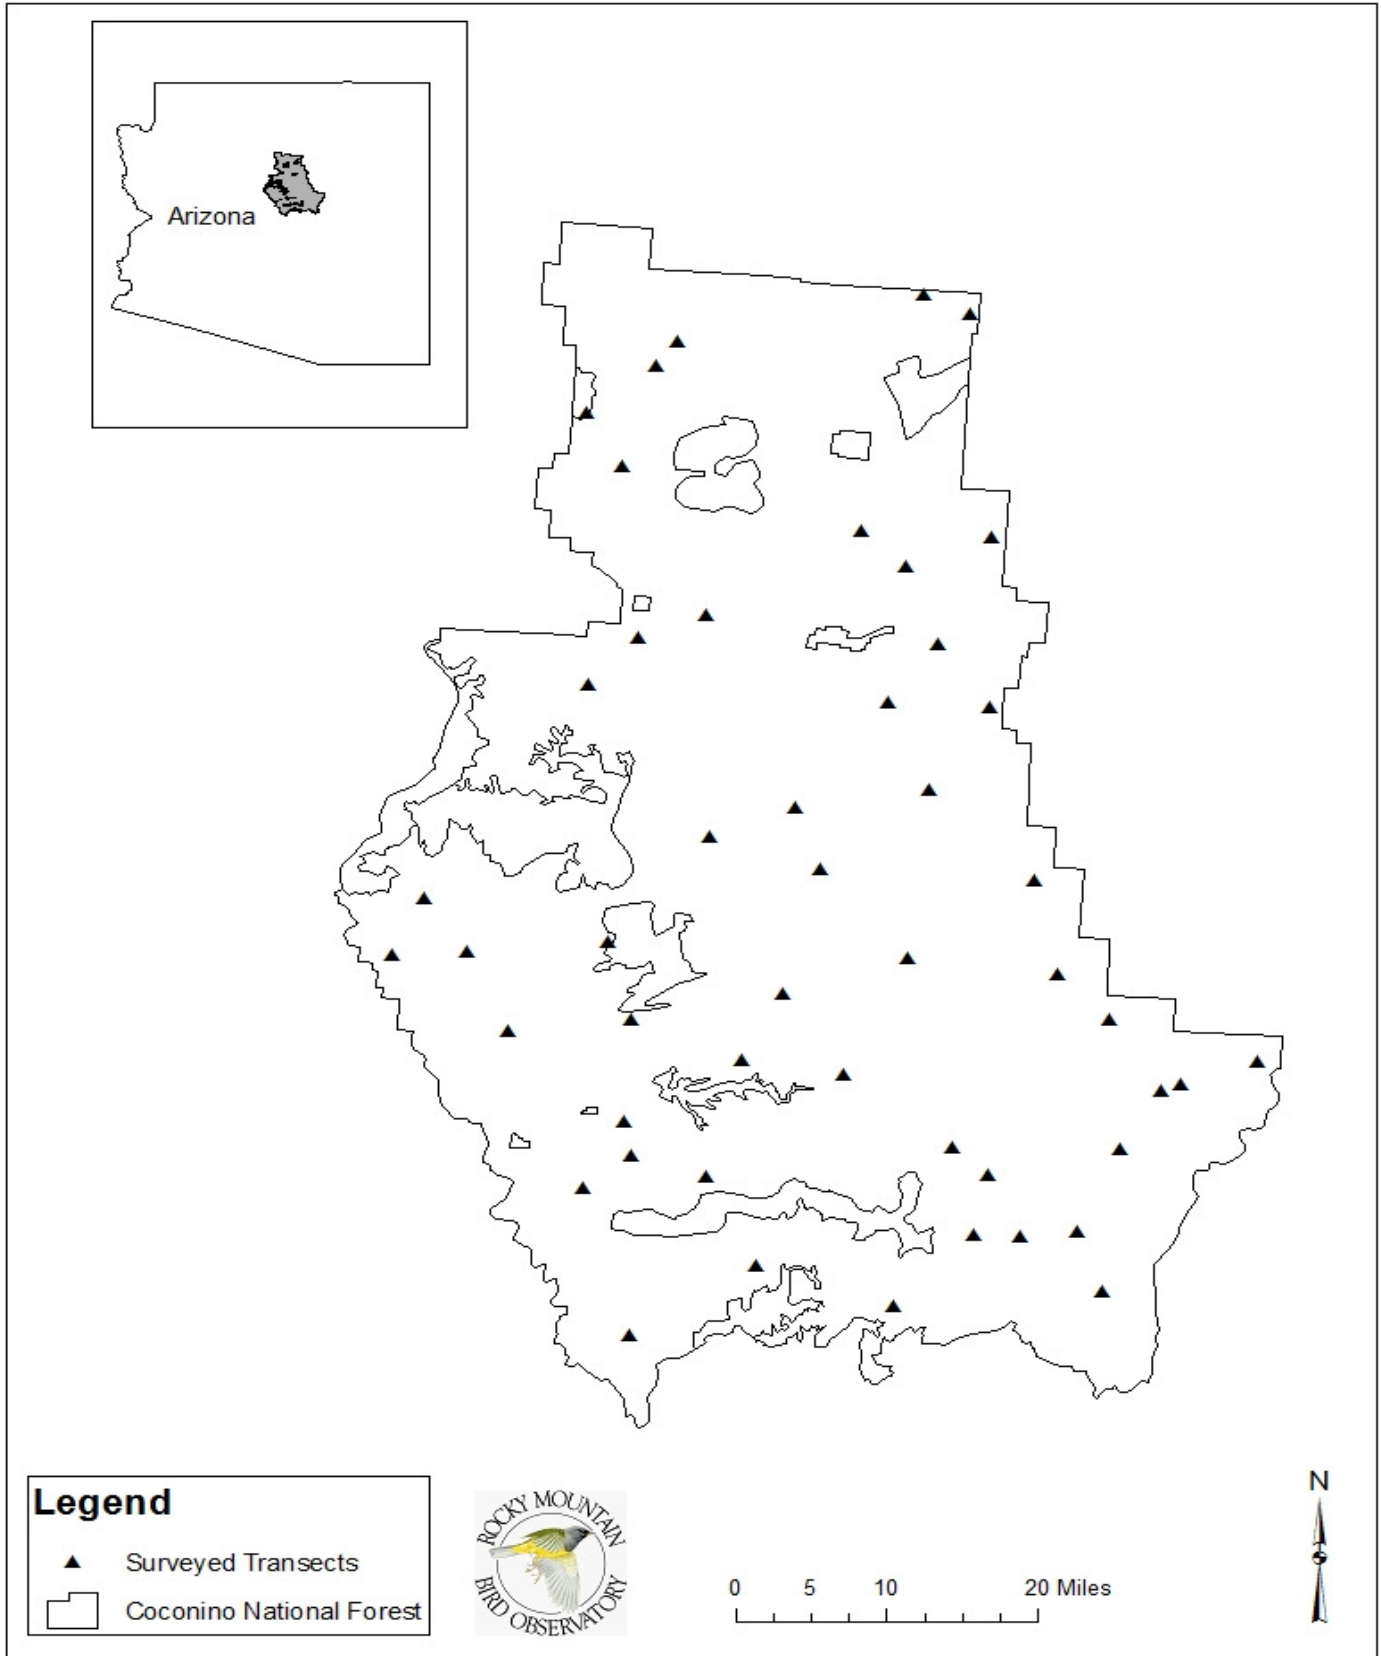 Arizona
Legend
Surveyed Transects
Coconino National Forest
ROCKY MOUNTAIN
BIRD OBSERVATORY
0 5 10 20 Miles
N